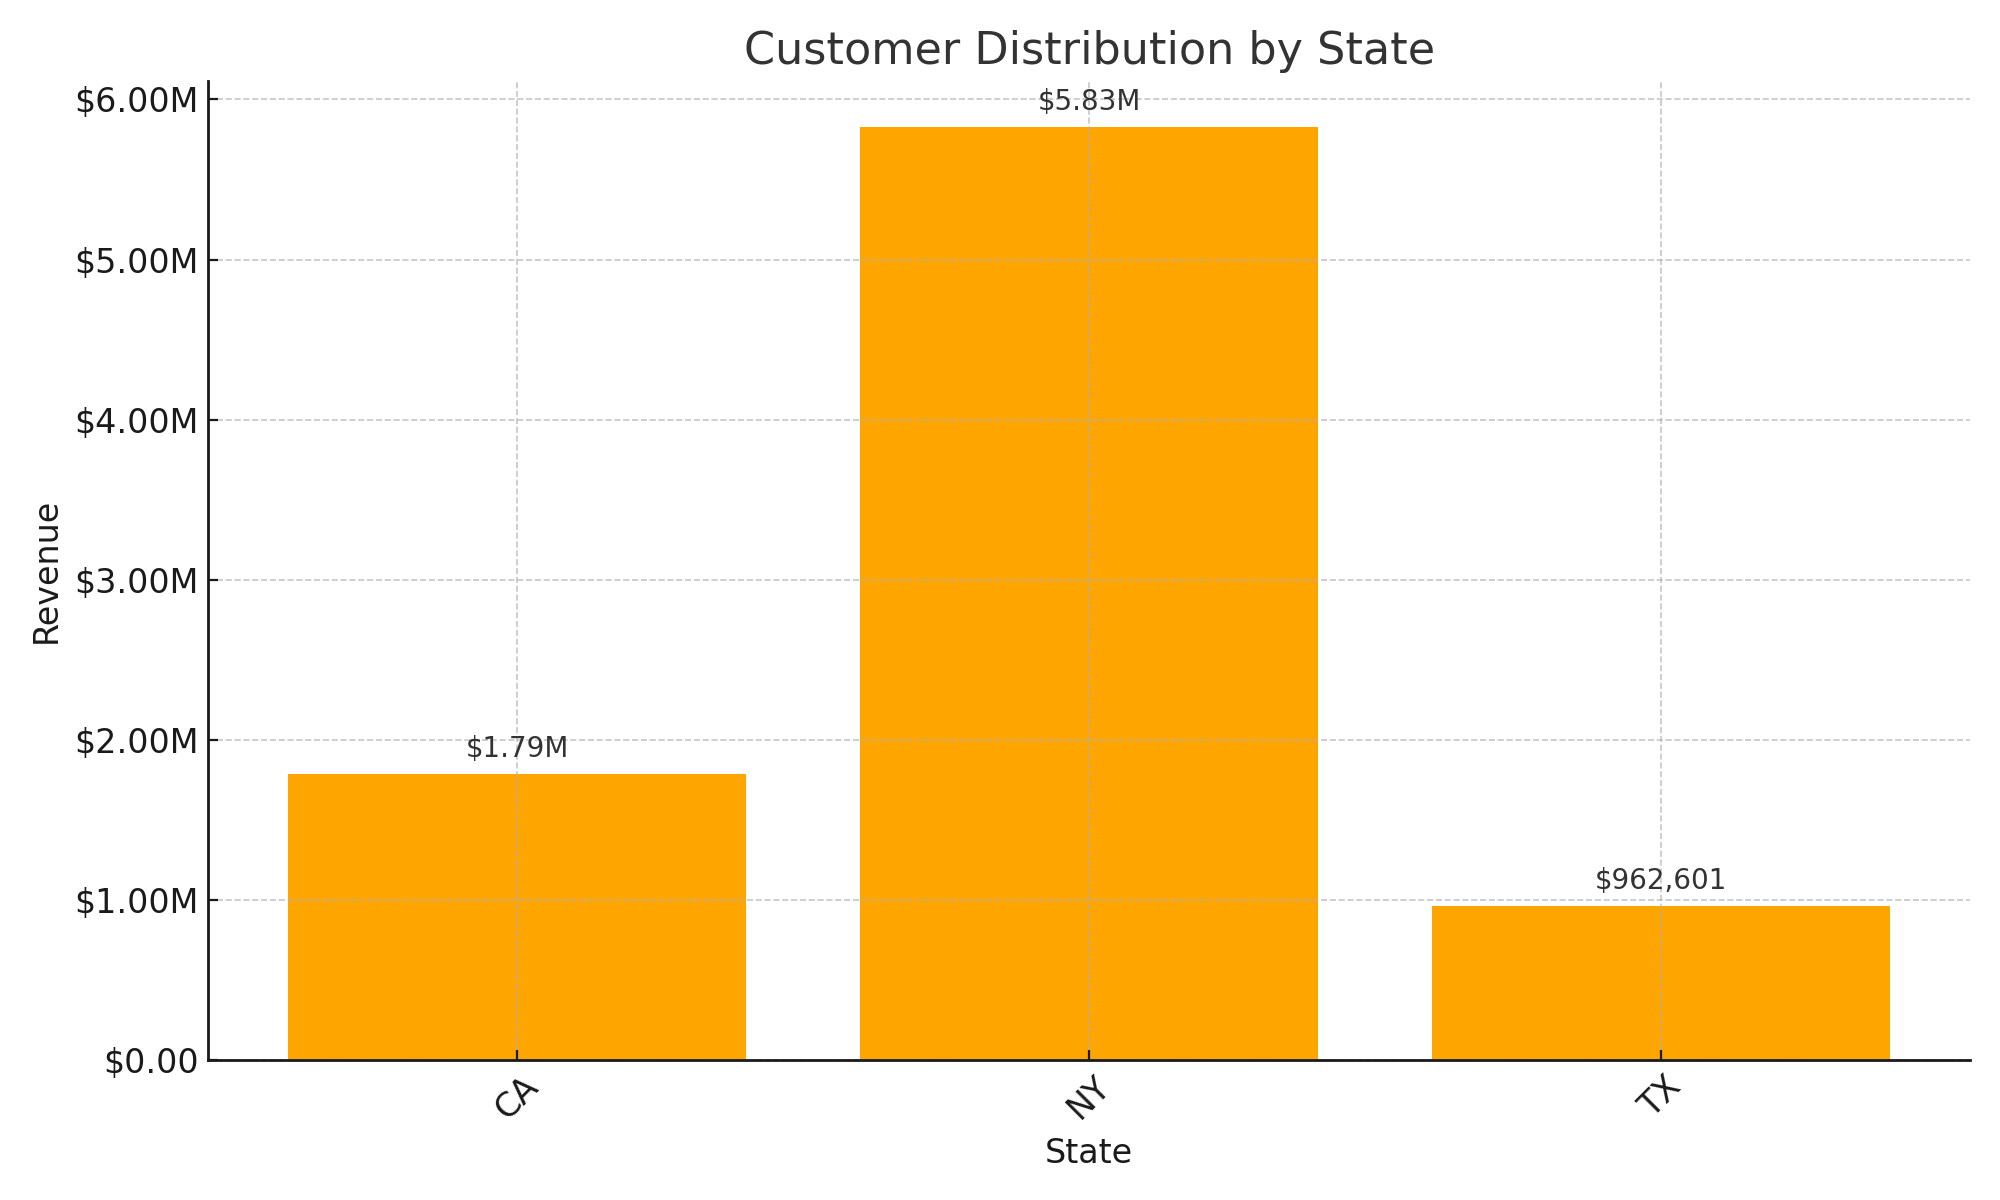 Customer Distribution by State
$6.00M
$5.00M
$4.00M
$3.00M
$2.00M
$1.00M
$0.00
Revenue
$1.79M
$5.83M
$962,601
CA
NY
TX
State